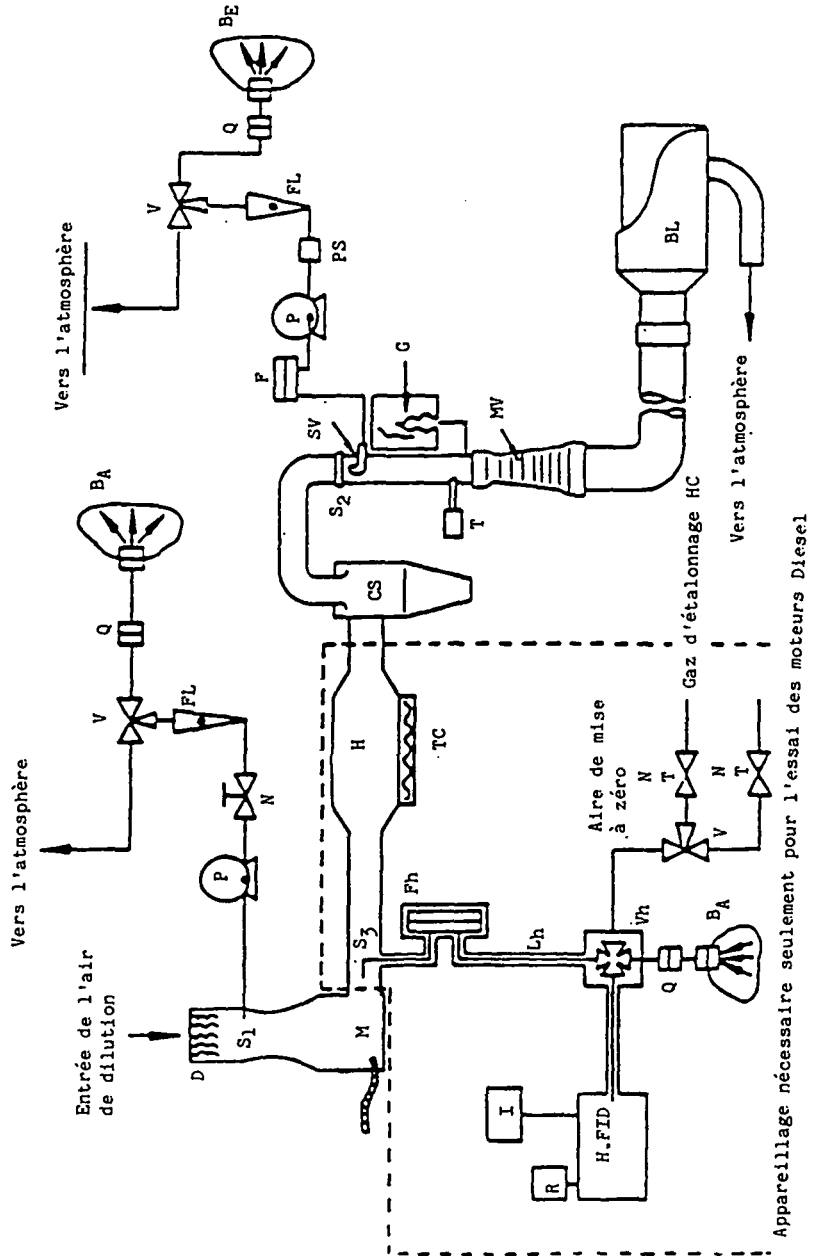 Vers l'atmosphère
Vers l'atmosphère
Entrée de l'air
de dilution
D
S1
M
P
N
FL
V
Q
BA
S3
H
TC
CS
S2
SV
F
P
PS
FL
V
Q
BE
G
T
MV
BL
Vers l'atmosphère
Fh
Lh
Vh
Q
BA
R
I
H.FID
Aire de mise
à zéro
V
N
T
N
T
Gaz d'étalonnage HC
Appareillage nécessaire seulement pour l'essai des moteurs Diesel